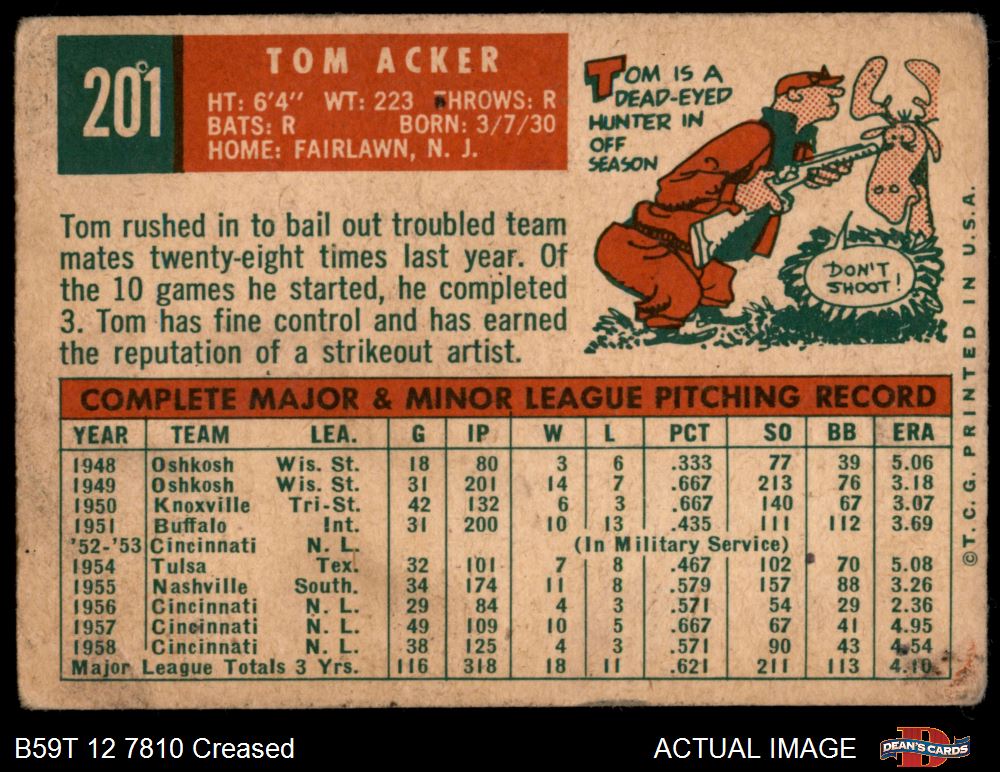 201
TOM ACKER
HT: 6'4" WT: 223 THROWS: R
BATS: R BORN: 3/7/30
HOME: FAIRLAWN, N. J.
TOM IS A
DEAD-EYED
HUNTER IN
OFF
SEASON
DON'T
SHOOT!
Tom rushed in to bail out troubled team
mates twenty-eight times last year. Of
the 10 games he started, he completed
3. Tom has fine control and has earned
the reputation of a strikeout artist.
COMPLETE MAJOR & MINOR LEAGUE PITCHING RECORD
YEAR TEAM LEA. G IP W L PCT SO BB ERA
1948 Oshkosh Wis. St. 18 80 3 6 .333 77 39 5.06
1949 Oshkosh Wis. St. 31 201 14 7 .667 213 76 3.18
1950 Knoxville Tri-St. 42 132 6 3 .667 140 67 3.07
1951 Buffalo Int. 31 200 10 13 .435 111 112 3.69
'52-'53 Cincinnati N. L. (In Military Service)
1954 Tulsa Tex. 32 101 7 8 .467 102 70 5.08
1955 Nashville South. 34 174 11 8 .579 157 88 3.26
1956 Cincinnati N. L. 29 84 4 3 .571 54 29 2.36
1957 Cincinnati N. L. 49 109 10 5 .667 67 41 4.95
1958 Cincinnati N. L. 38 125 4 3 .571 90 43 4.54
Major League Totals 3 Yrs. 116 318 18 11 .621 211 113 4.10
© T. C. G. PRINTED IN U.S.A.
B59T 12 7810 Creased
ACTUAL IMAGE
DEAN'S CARDS